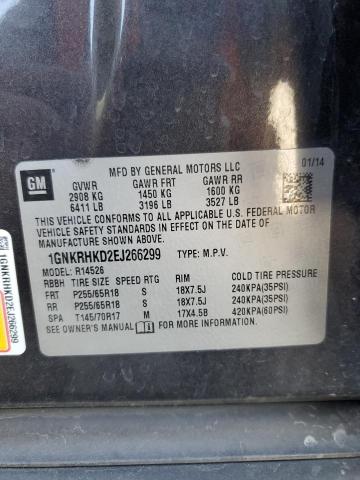 GM
MFD BY GENERAL MOTORS LLC 01/14
GVWR GAWR FRT GAWR RR
2908 KG 1450 KG 1600 KG
6411 LB 3196 LB 3527 LB
THIS VEHICLE CONFORMS TO ALL APPLICABLE U.S. FEDERAL MOTOR
VEHICLE SAFETY STANDARDS IN EFFECT ON THE DATE OF
MANUFACTURE SHOWN ABOVE.
1GNKRHKD2EJ266299 TYPE: M.P.V.
MODEL: R14526
RBBH TIRE SIZE SPEED RTG RIM COLD TIRE PRESSURE
FRT P255/65R18 S 18X7.5J 240KPA(35PSI)
RR P255/65R18 S 18X7.5J 240KPA(35PSI)
SPA T145/70R17 M 17X4.5B 420KPA(60PSI)
SEE OWNER'S MANUAL FOR ADDITIONAL INFORMATION
1GNKRHKD2EJ266299